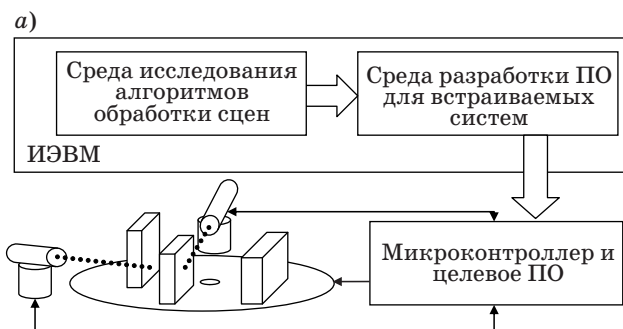 а)
Среда исследования
алгоритмов
обработки сцен
Среда разработки ПО
для встраиваемых
систем
ИЭВМ
Микроконтроллер и
целевое ПО